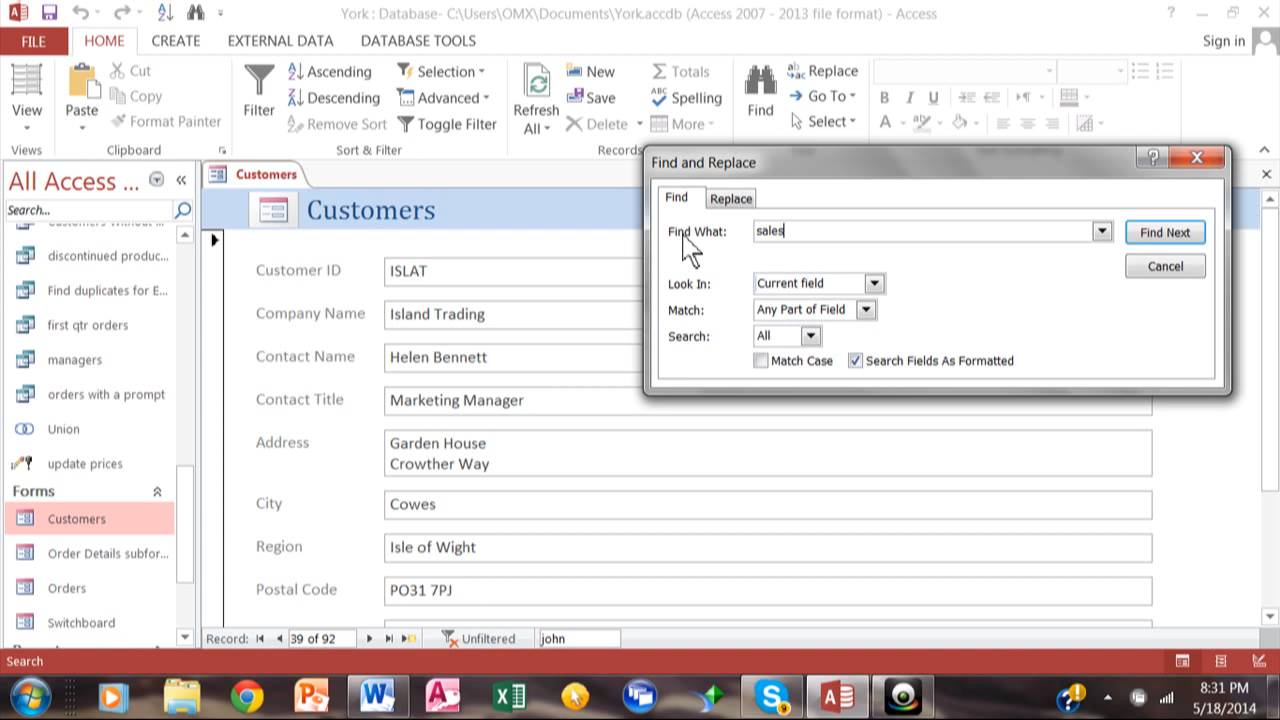 York : Database- C:\Users\OMX\Documents\York.accdb (Access 2007 - 2013 file format) - Access
?
FILE
HOME
CREATE
EXTERNAL DATA
DATABASE TOOLS
Sign in
View
Views
Paste
Cut
Copy
Format Painter
Clipboard
Filter
Ascending
Descending
Remove Sort
Selection
Advanced
Toggle Filter
Sort & Filter
Refresh
All
New
Save
Delete
Totals
Spelling
More
Records
Find
Replace
Go To
Select
B I U
A
All Access ...
Search...
discontinued produc...
Find duplicates for E...
first qtr orders
managers
orders with a prompt
Union
update prices
Forms
Customers
Order Details subfor...
Orders
Switchboard
Customers
Customers
Customer ID ISLAT
Company Name Island Trading
Contact Name Helen Bennett
Contact Title Marketing Manager
Address Garden House
Crowther Way
City Cowes
Region Isle of Wight
Postal Code PO31 7PJ
Record: 39 of 92 Unfiltered john
Find and Replace
?
Find Replace
Find What: sales Find Next
Cancel
Look In: Current field
Match: Any Part of Field
Search: All
Match Case Search Fields As Formatted
Search
8:31 PM
5/18/2014